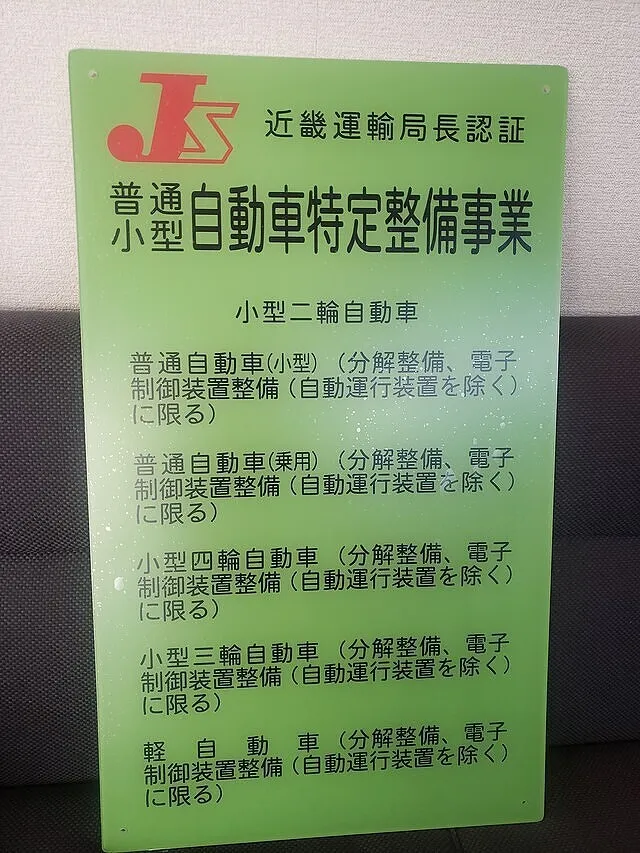 JS 近畿運輸局長認証
普通
小型 自動車特定整備事業
小型二輪自動車
普通自動車(小型)(分解整備、電子
制御装置整備(自動運行装置を除く)
に限る)
普通自動車(乗用)(分解整備、電子
制御装置整備(自動運行装置を除く)
に限る)
小型四輪自動車(分解整備、電子
制御装置整備(自動運行装置を除く)
に限る)
小型三輪自動車(分解整備、電子
制御装置整備(自動運行装置を除く)
に限る)
軽自動車(分解整備、電子
制御装置整備(自動運行装置を除く)
に限る)